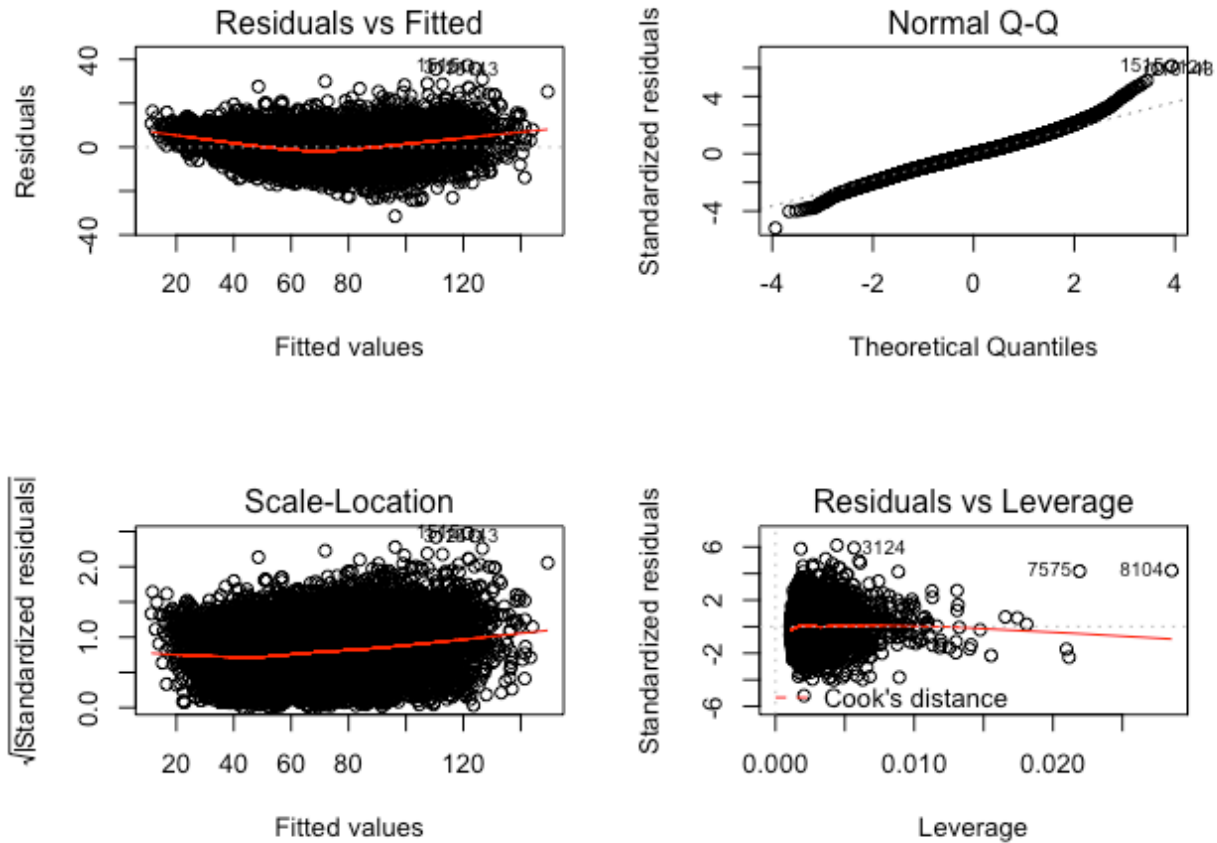 Residuals vs Fitted
Residuals
40
0
-40
20 40 60 80 120
Fitted values
Normal Q-Q
Standardized residuals
4
0
-4
-4 -2 0 2 4
Theoretical Quantiles
Scale-Location
√|Standardized residuals|
2.0
1.0
0.0
20 40 60 80 120
Fitted values
Residuals vs Leverage
Standardized residuals
6
2
-2
-6
3124
7575
8104
Cook's distance
0.000 0.010 0.020
Leverage